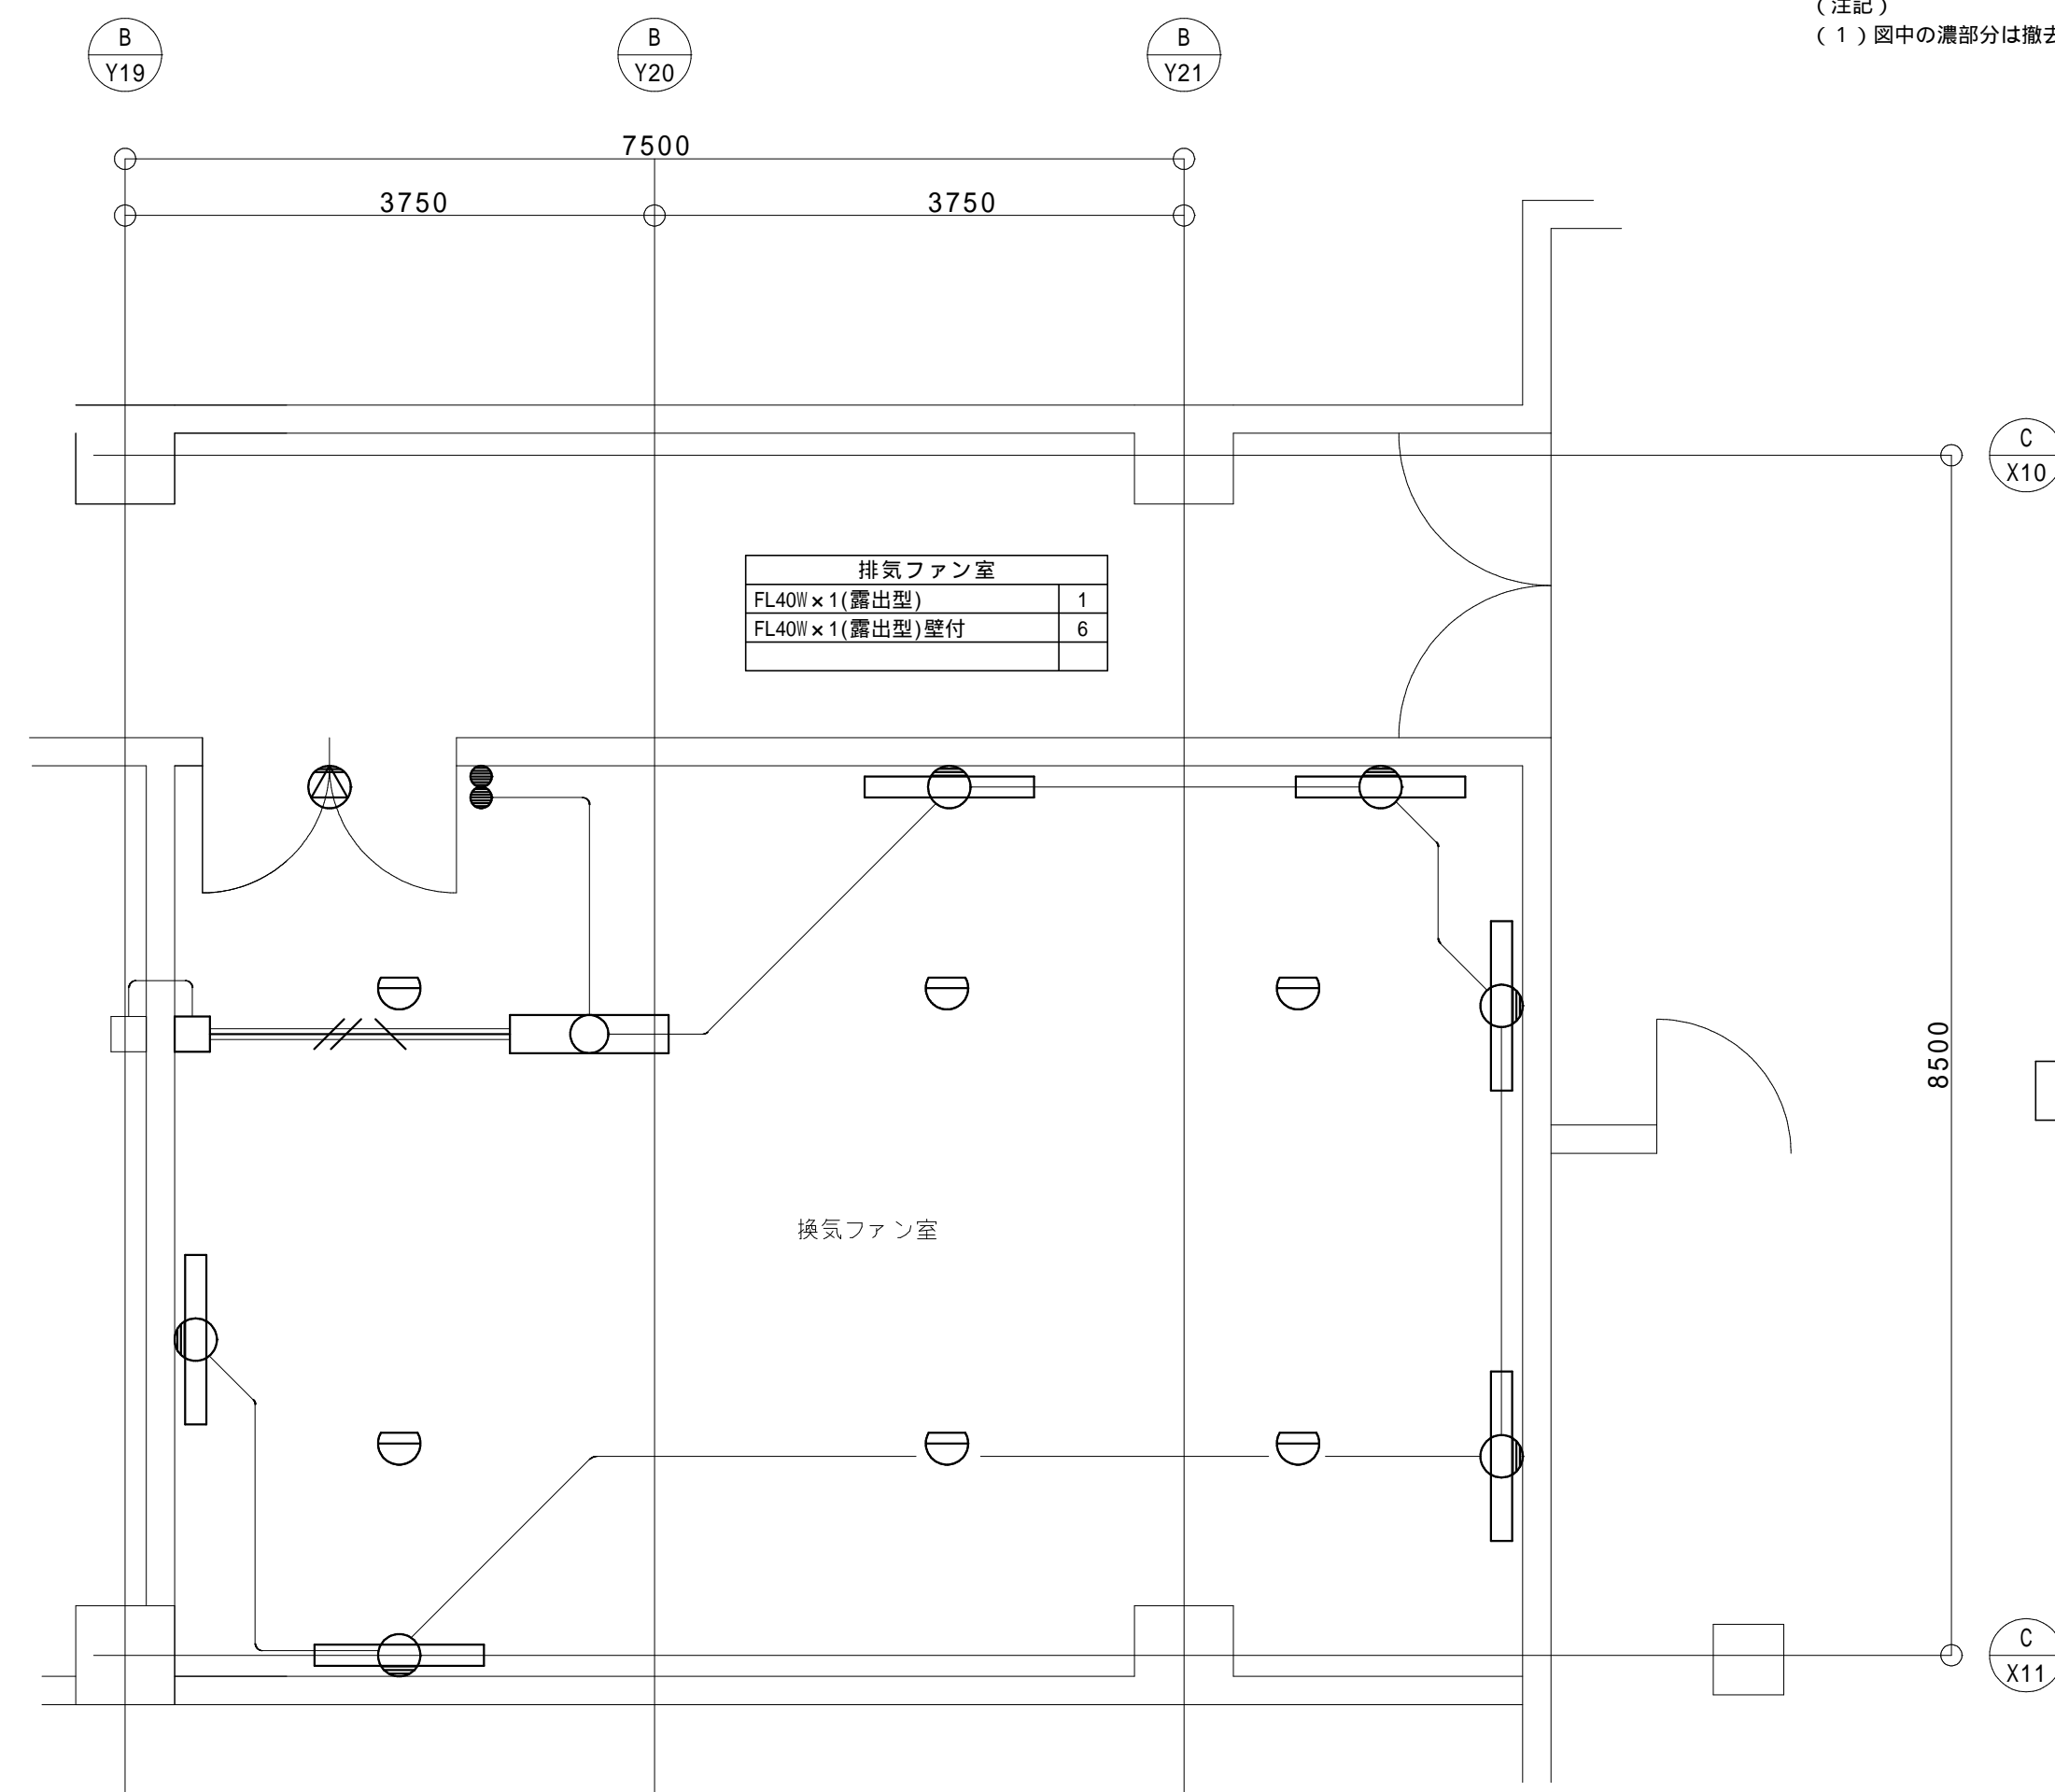 (注記)
(1)図中の濃部分は撤去
B
Y19
B
Y20
B
Y21
7500
3750
3750
C
X10
排気ファン室
FL40W×1(露出型) 1
FL40W×1(露出型)壁付 6
8500
換気ファン室
C
X11